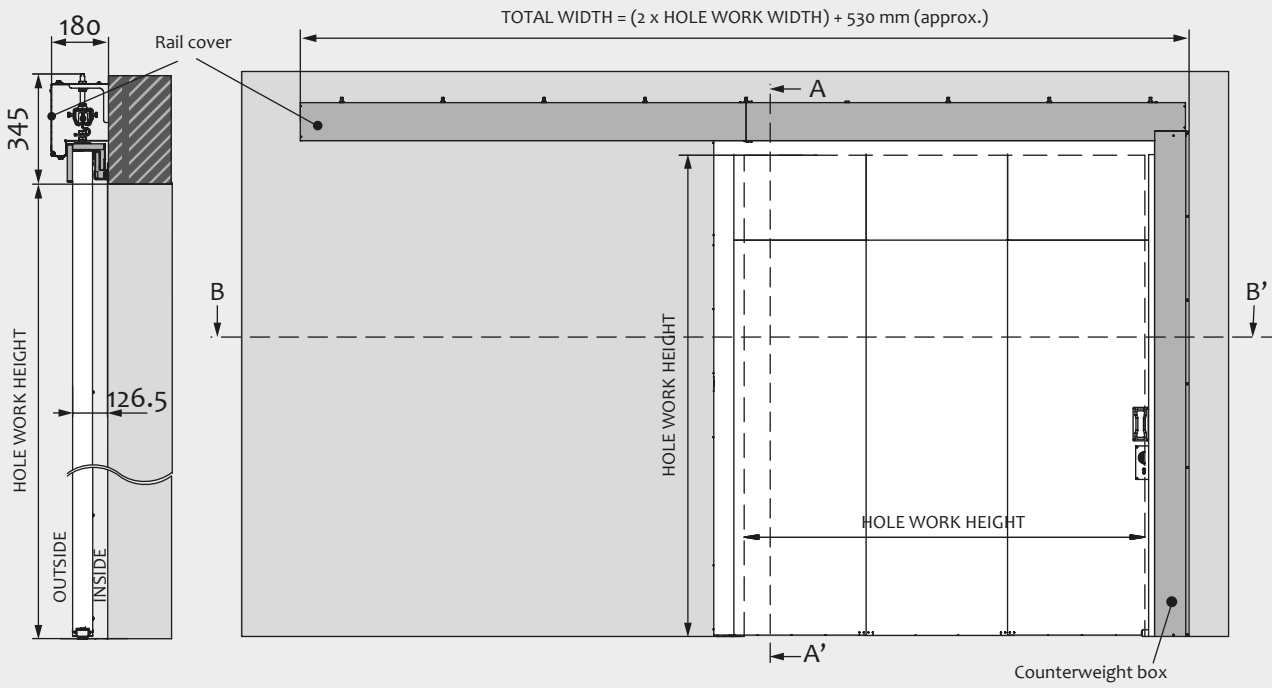 TOTAL WIDTH = (2 x HOLE WORK WIDTH) + 530 mm (approx.)
180
Rail cover
A
345
B
B’
HOLE WORK HEIGHT
HOLE WORK HEIGHT
126.5
HOLE WORK HEIGHT
OUTSIDE
INSIDE
A’
Counterweight box